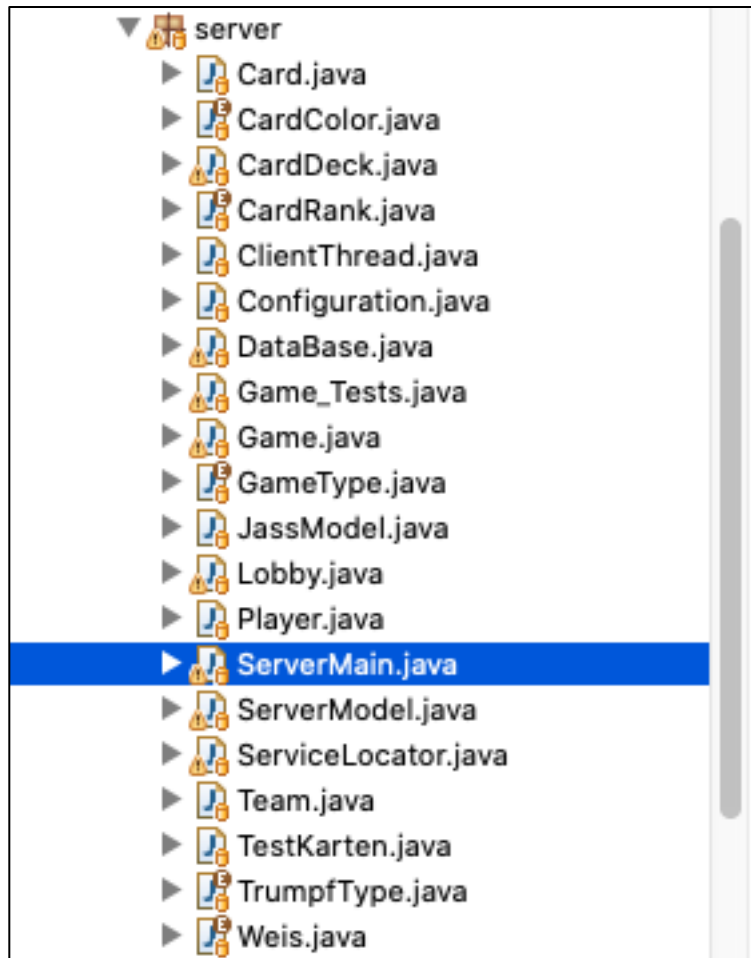 server
Card.java
CardColor.java
CardDeck.java
CardRank.java
ClientThread.java
Configuration.java
DataBase.java
Game_Tests.java
Game.java
GameType.java
JassModel.java
Lobby.java
Player.java
ServerMain.java
ServerModel.java
ServiceLocator.java
Team.java
TestKarten.java
TrumpfType.java
Weis.java